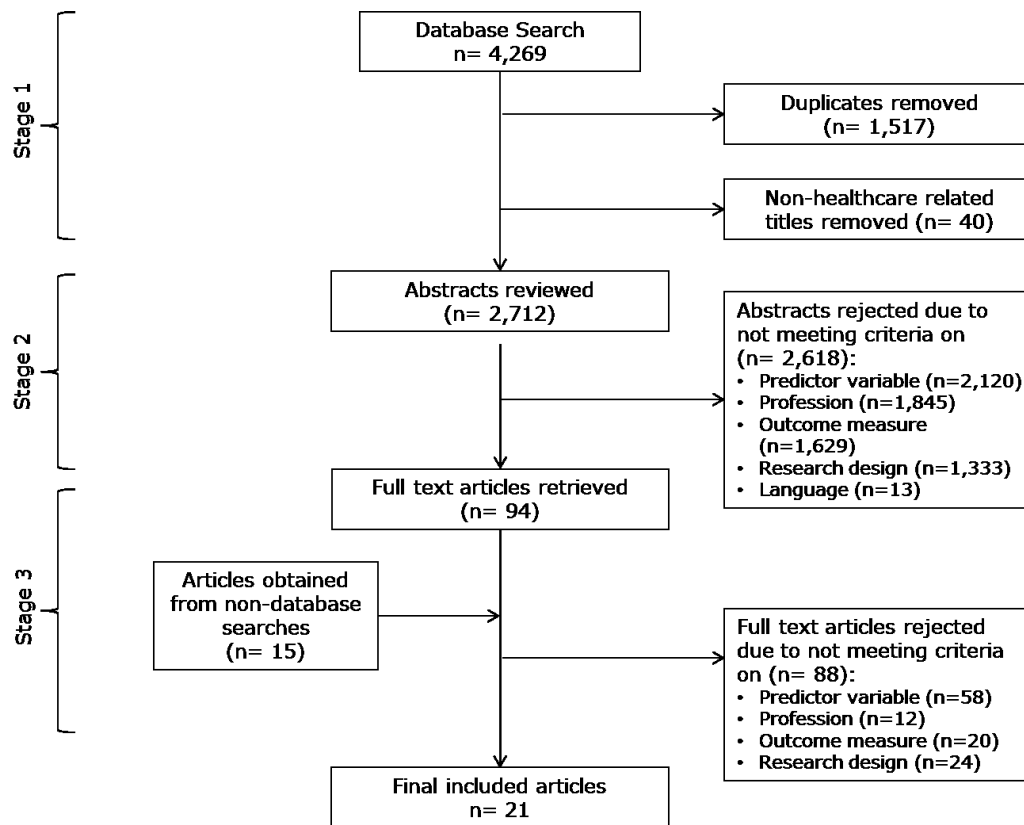 Stage 1
Database Search
n= 4,269
Duplicates removed
(n= 1,517)
Non-healthcare related
titles removed (n= 40)
Stage 2
Abstracts reviewed
(n= 2,712)
Abstracts rejected due to
not meeting criteria on
(n= 2,618):
• Predictor variable (n=2,120)
• Profession (n=1,845)
• Outcome measure
(n=1,629)
• Research design (n=1,333)
• Language (n=13)
Stage 3
Full text articles retrieved
(n= 94)
Articles obtained
from non-database
searches
(n= 15)
Full text articles rejected
due to not meeting criteria
on (n= 88):
• Predictor variable (n=58)
• Profession (n=12)
• Outcome measure (n=20)
• Research design (n=24)
Final included articles
n= 21